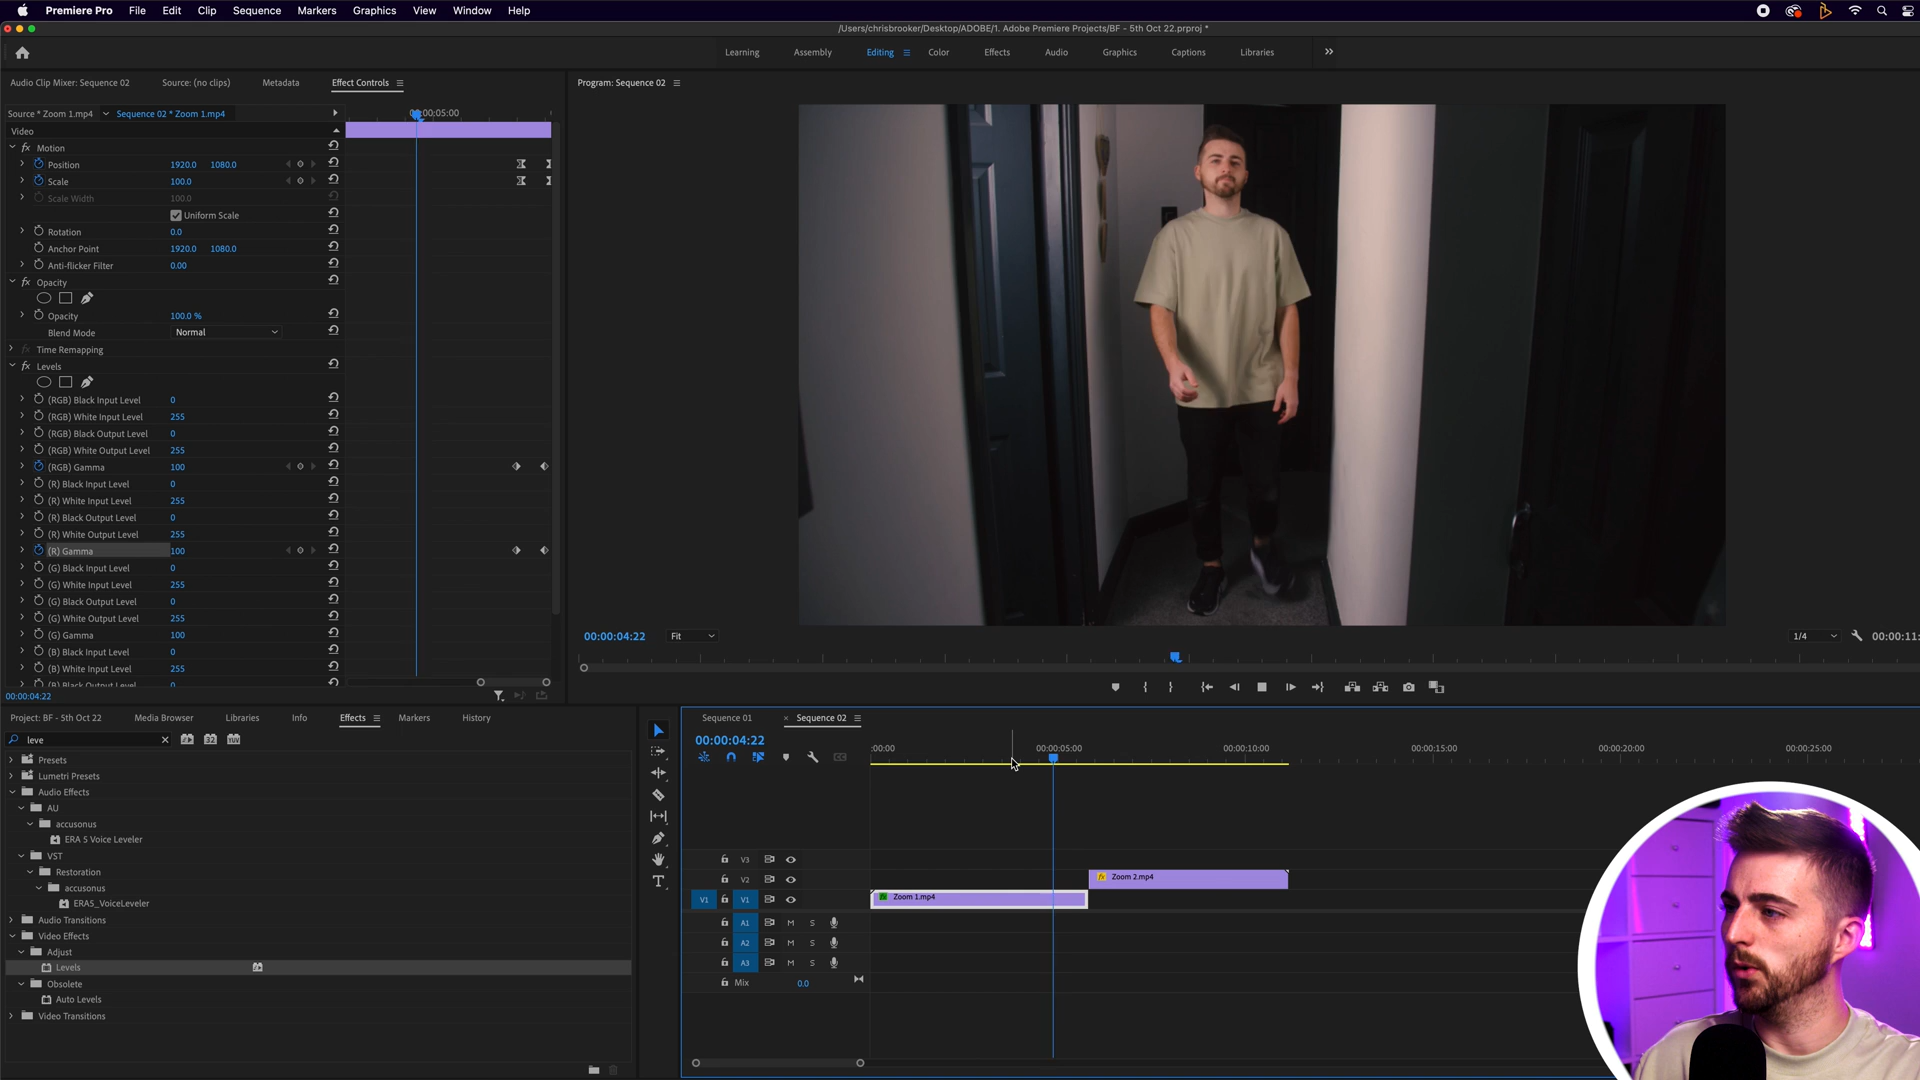 Premiere Pro File Edit Clip Sequence Markers Graphics View Window Help
/Users/chrisbrooker/Desktop/ADOBE/1. Adobe Premiere Projects/BF - 5th Oct 22.prproj *
Learning Assembly Editing Color Effects Audio Graphics Captions Libraries
Audio Clip Mixer: Sequence 02 Source: (no clips) Metadata Effect Controls
Program: Sequence 02
Source * Zoom 1.mp4 Sequence 02 * Zoom 1.mp4
00:00:05:00
Video
fx Motion
Position 1920.0 1080.0
Scale 100.0
Scale Width 100.0
Uniform Scale
Rotation 0.0
Anchor Point 1920.0 1080.0
Anti-flicker Filter 0.00
fx Opacity
Opacity 100.0 %
Blend Mode Normal
fx Time Remapping
fx Levels
(RGB) Black Input Level 0
(RGB) White Input Level 255
(RGB) Black Output Level 0
(RGB) White Output Level 255
(RGB) Gamma 100
(R) Black Input Level 0
(R) White Input Level 255
(R) Black Output Level 0
(R) White Output Level 255
(R) Gamma 100
(G) Black Input Level 0
(G) White Input Level 255
(G) Black Output Level 0
(G) White Output Level 255
(G) Gamma 100
(B) Black Input Level 0
(B) White Input Level 255
(B) Black Output Level 0
00:00:04:22
00:00:04:22 Fit 1/4 00:00:11:
Project: BF - 5th Oct 22 Media Browser Libraries Info Effects Markers History
leve
32
Presets
Lumetri Presets
Audio Effects
AU
accusonus
ERA 5 Voice Leveler
VST
Restoration
accusonus
ERA5_VoiceLeveler
Audio Transitions
Video Effects
Adjust
Levels
Obsolete
Auto Levels
Video Transitions
Sequence 01 × Sequence 02
00:00:04:22
:00:00 00:00:05:00 00:00:10:00 00:00:15:00 00:00:20:00 00:00:25:00
V3
V2
fx Zoom 2.mp4
V1 V1
fx Zoom 1.mp4
A1 M S
A2 M S
A3 M S
Mix 0.0